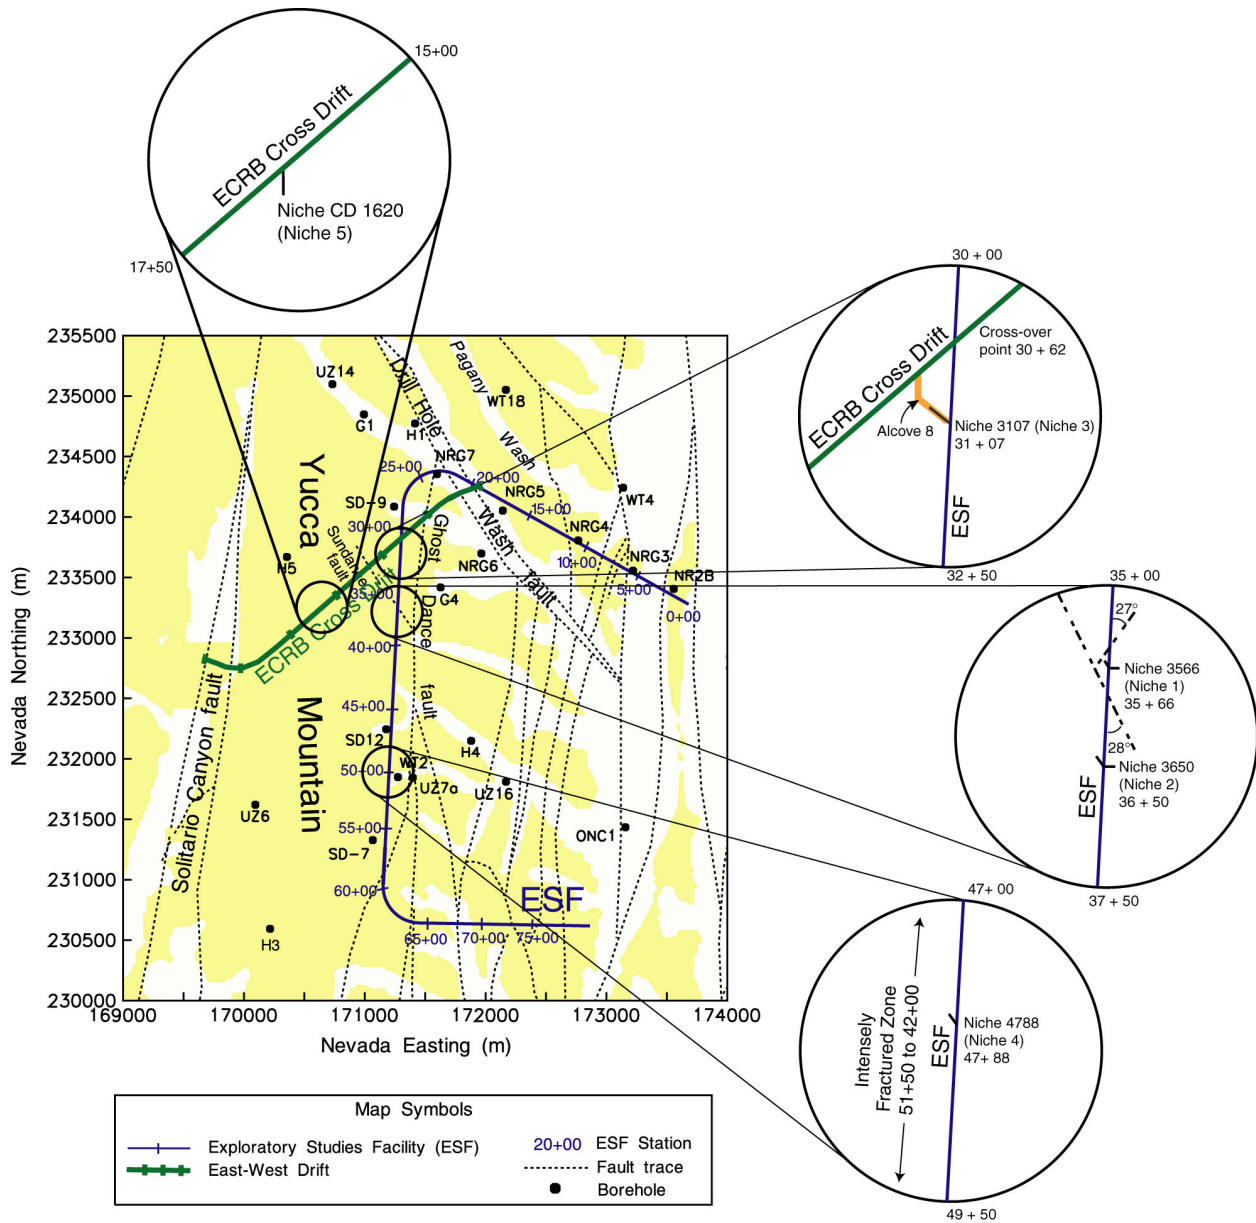 15+00
ECRB Cross Drift
Niche CD 1620
(Niche 5)
17+50
30 + 00
ECRB Cross Drift
Cross-over
point 30 + 62
Alcove 8
Niche 3107 (Niche 3)
31 + 07
ESF
32 + 50
35 + 00
27°
Niche 3566
(Niche 1)
35 + 66
28°
Niche 3650
(Niche 2)
36 + 50
ESF
37 + 50
47+ 00
Intensely
Fractured Zone
51+50 to 42+00
ESF
Niche 4788
(Niche 4)
47+ 88
49 + 50
Nevada Northing (m)
235500
235000
234500
234000
233500
233000
232500
232000
231500
231000
230500
230000
169000
170000
171000
172000
173000
174000
Nevada Easting (m)
UZ14
G1
H1
Drill Hole
Wash
fault
Pagany
Wash
WT18
NRG7
25+00
20+00
NRG5
15+00
WT4
SD-9
30+00
Ghost
Dance
fault
NRG4
10+00
NRG3
NRG6
5+00
NR2B
0+00
Yucca
Mountain
Sundance
fault
H5
35+00
G4
ECRB Cross Drift
40+00
Solitario Canyon fault
45+00
SD12
H4
WT2
50+00
UZ7a
UZ16
UZ6
55+00
SD-7
ONC1
60+00
ESF
65+00
70+00
75+00
H3
Map Symbols
Exploratory Studies Facility (ESF)
East-West Drift
20+00
ESF Station
Fault trace
Borehole